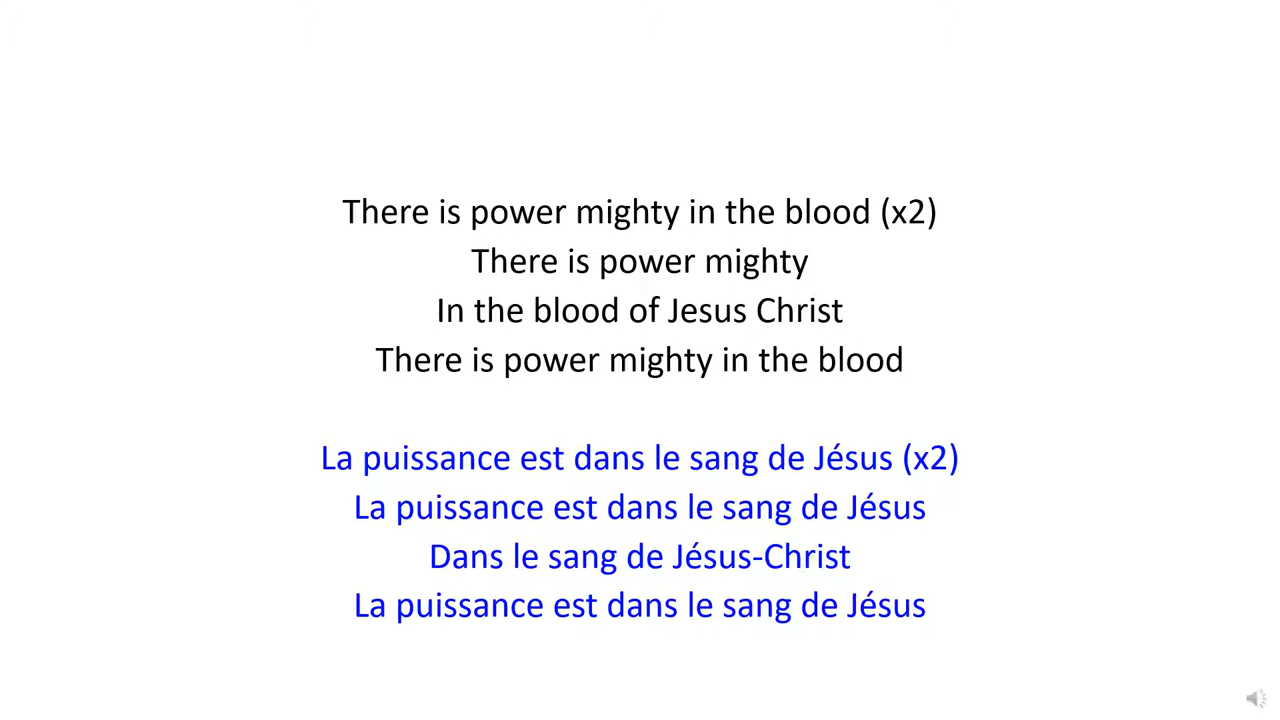 There is power mighty in the blood (x2)
There is power mighty
In the blood of Jesus Christ
There is power mighty in the blood
La puissance est dans le sang de Jésus (x2)
La puissance est dans le sang de Jésus
Dans le sang de Jésus-Christ
La puissance est dans le sang de Jésus